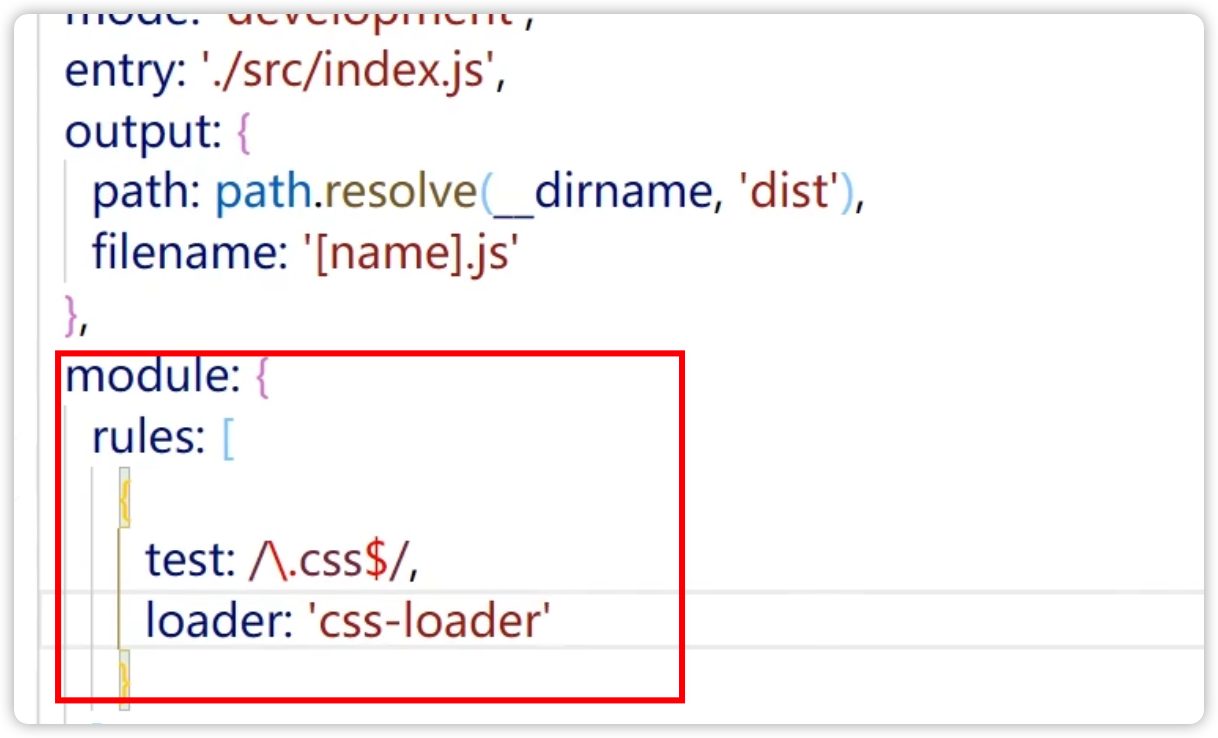 mode: 'development',
entry: './src/index.js',
output: {
path: path.resolve(__dirname, 'dist'),
filename: '[name].js'
},
module: {
rules: [
{
test: /\.css$/,
loader: 'css-loader'
}